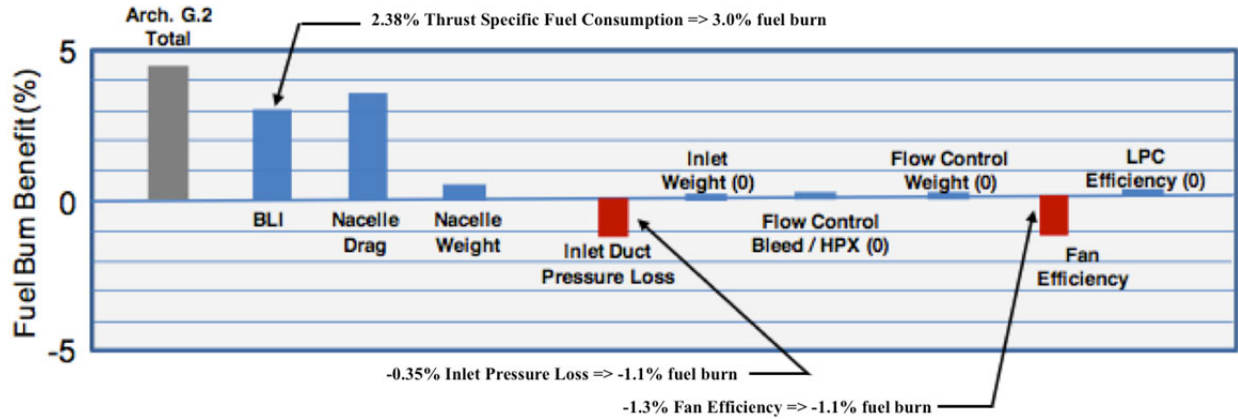 Arch. G.2
Total
2.38% Thrust Specific Fuel Consumption => 3.0% fuel burn
Fuel Burn Benefit (%)
5
0
-5
BLI
Nacelle
Drag
Nacelle
Weight
Inlet Duct
Pressure Loss
Inlet
Weight (0)
Flow Control
Bleed / HPX (0)
Flow Control
Weight (0)
Fan
Efficiency
LPC
Efficiency (0)
-0.35% Inlet Pressure Loss => -1.1% fuel burn
-1.3% Fan Efficiency => -1.1% fuel burn